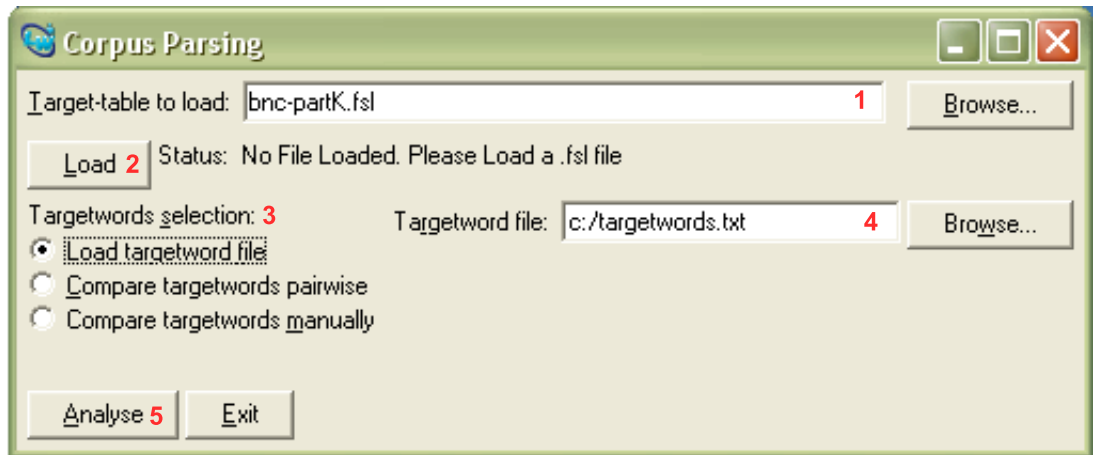 Corpus Parsing
Target-table to load: bnc-partK.fsl 1 Browse...
Load 2 Status: No File Loaded. Please Load a .fsl file
Targetwords selection: 3 Targetword file: c:/targetwords.txt 4 Browse...
Load targetword file
Compare targetwords pairwise
Compare targetwords manually
Analyse 5 Exit